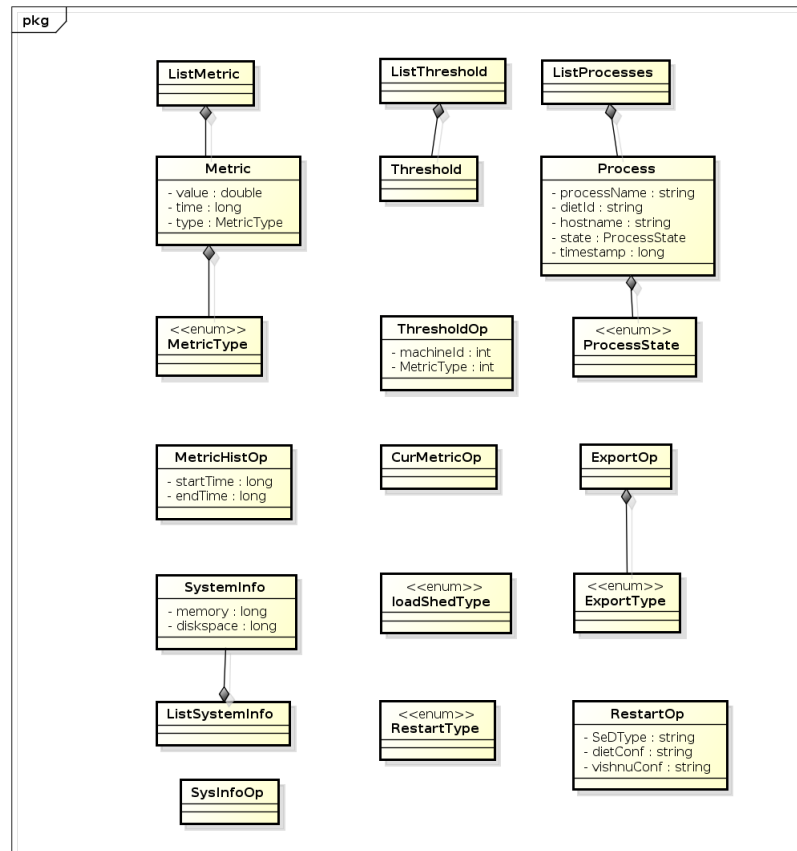 pkg
ListMetric
ListThreshold
ListProcesses
Metric
- value : double
- time : long
- type : MetricType
Threshold
Process
- processName : string
- dietId : string
- hostname : string
- state : ProcessState
- timestamp : long
<<enum>>
MetricType
ThresholdOp
- machineId : int
- MetricType : int
<<enum>>
ProcessState
MetricHistOp
- startTime : long
- endTime : long
CurMetricOp
ExportOp
SystemInfo
- memory : long
- diskspace : long
<<enum>>
loadShedType
<<enum>>
ExportType
ListSystemInfo
<<enum>>
RestartType
RestartOp
- SeDType : string
- dietConf : string
- vishnuConf : string
SysInfoOp